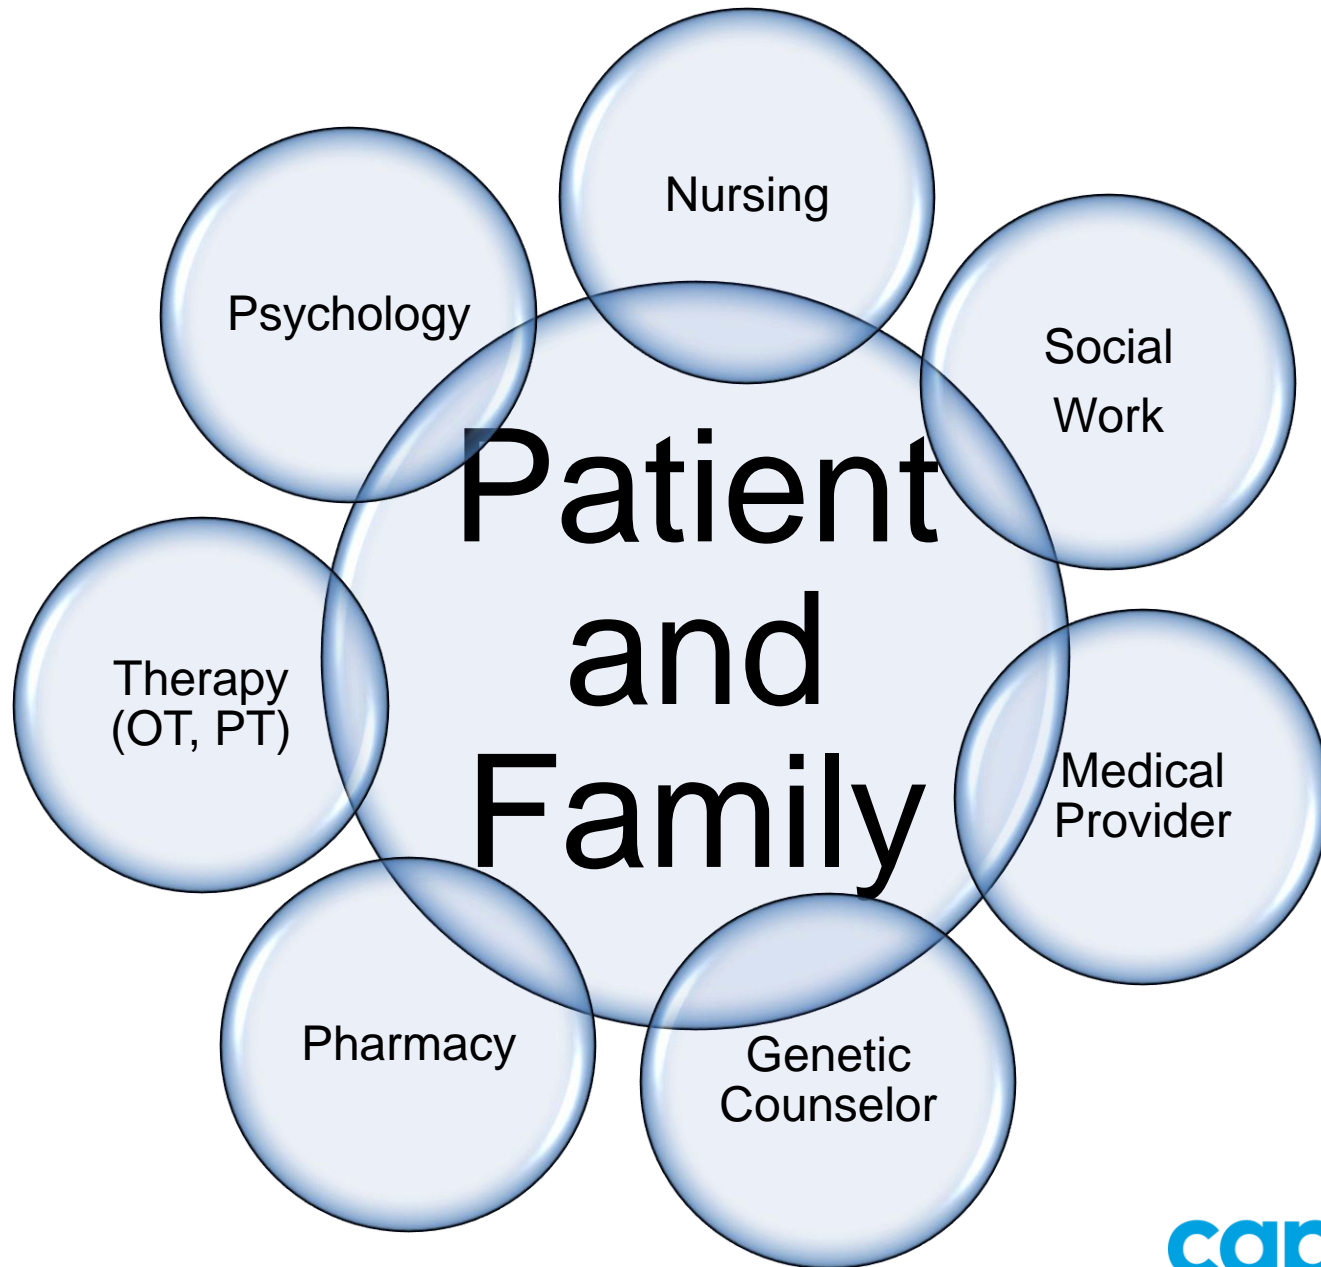 Nursing
Psychology
Social
Work
Patient
and
Family
Therapy
(OT, PT)
Medical
Provider
Pharmacy
Genetic
Counselor